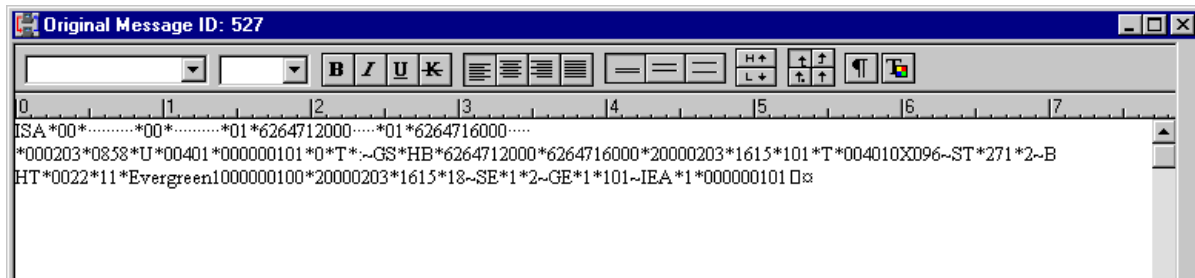 Original Message ID: 527
B I U K H L ¶ T
0 1 2 3 4 5 6 7
ISA*00*··········*00*··········*01*6264712000·····*01*6264716000·····
*000203*0858*U*00401*000000101*0*T*:~GS*HB*6264712000*6264716000*20000203*1615*101*T*004010X096~ST*271*2~B
HT*0022*11*Evergreen1000000100*20000203*1615*18~SE*1*2~GE*1*101~IEA*1*000000101▯¤